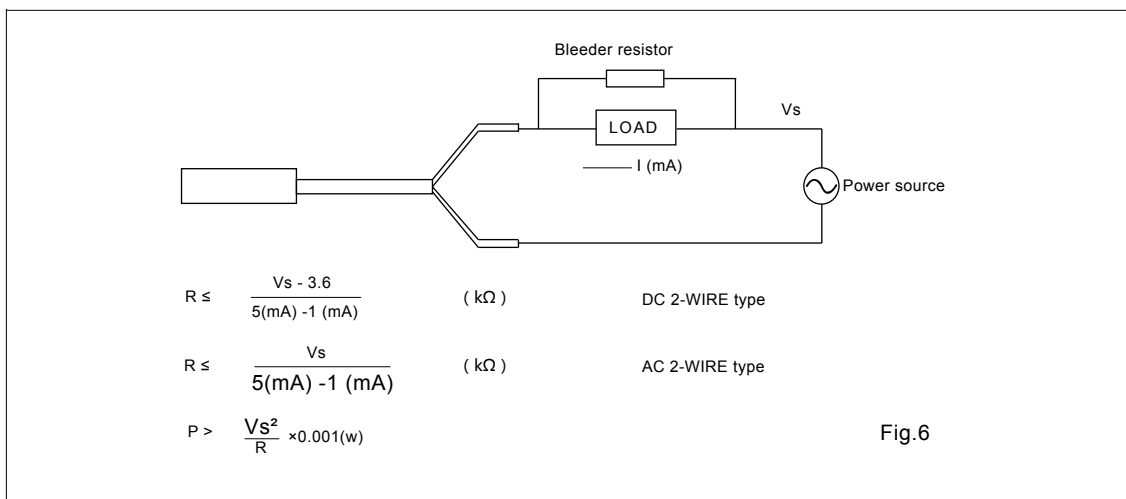 Bleeder resistor
LOAD
Vs
I (mA)
Power source
R ≤ Vs - 3.6 / 5(mA) -1 (mA) ( kΩ ) DC 2-WIRE type
R ≤ Vs / 5(mA) -1 (mA) ( kΩ ) AC 2-WIRE type
P > Vs² / R ×0.001(w)
Fig.6